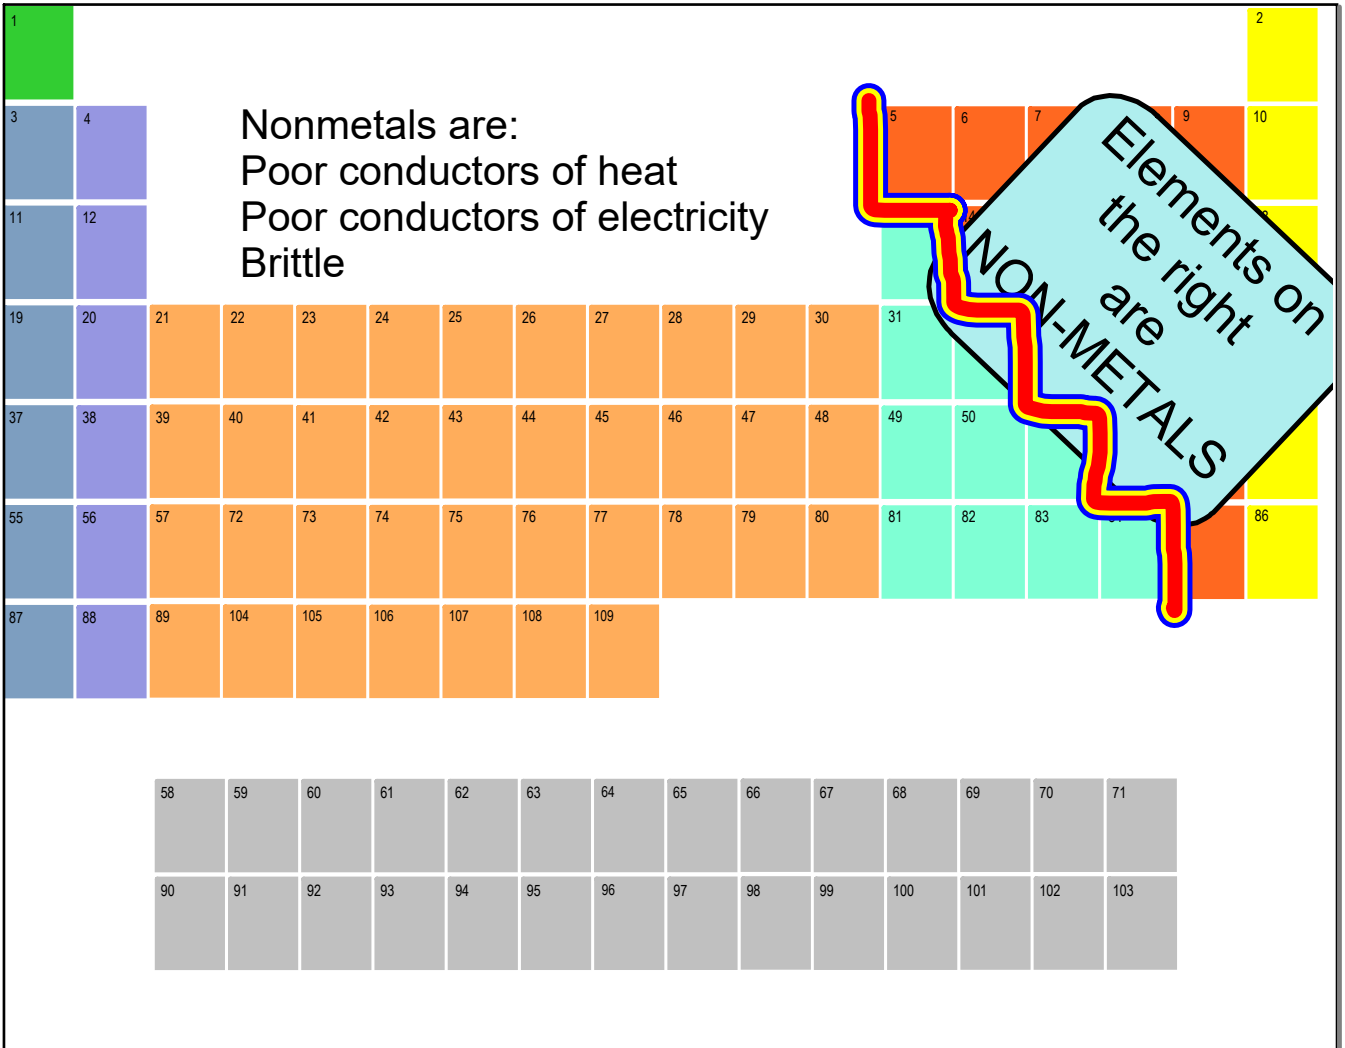 1 2
3 4 5 6 7 9 10
Nonmetals are:
Poor conductors of heat
Poor conductors of electricity
Brittle
Elements on
the right
are
NON-METALS
11 12
19 20 21 22 23 24 25 26 27 28 29 30 31
37 38 39 40 41 42 43 44 45 46 47 48 49 50
55 56 57 72 73 74 75 76 77 78 79 80 81 82 83 86
87 88 89 104 105 106 107 108 109
58 59 60 61 62 63 64 65 66 67 68 69 70 71
90 91 92 93 94 95 96 97 98 99 100 101 102 103